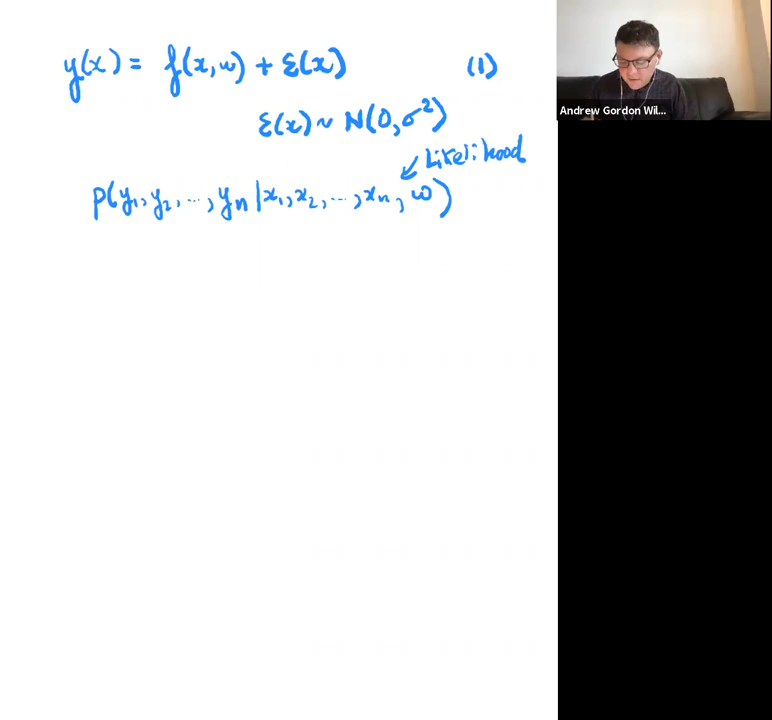 y(x) = f(x,w) + ε(x) (1)
ε(x) ~ N(0,σ²)
Likelihood
p(y₁, y₂, ..., yₙ | x₁, x₂, ..., xₙ, w)
Andrew Gordon Wil...